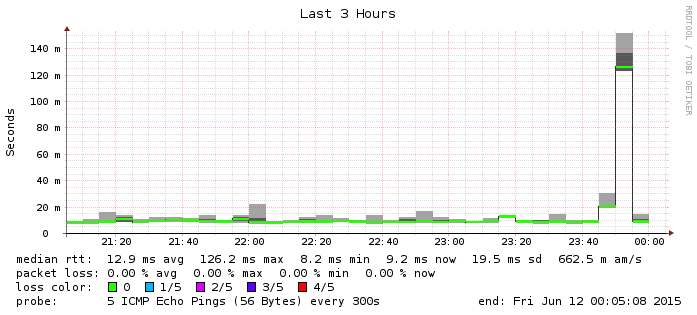 Last 3 Hours
RRDTOOL / TOBI OETIKER
Seconds
140 m
120 m
100 m
80 m
60 m
40 m
20 m
0
21:20 21:40 22:00 22:20 22:40 23:00 23:20 23:40 00:00
median rtt: 12.9 ms avg 126.2 ms max 8.2 ms min 9.2 ms now 19.5 ms sd 662.5 m am/s
packet loss: 0.00 % avg 0.00 % max 0.00 % min 0.00 % now
loss color: 0 1/5 2/5 3/5 4/5
probe: 5 ICMP Echo Pings (56 Bytes) every 300s end: Fri Jun 12 00:05:08 2015